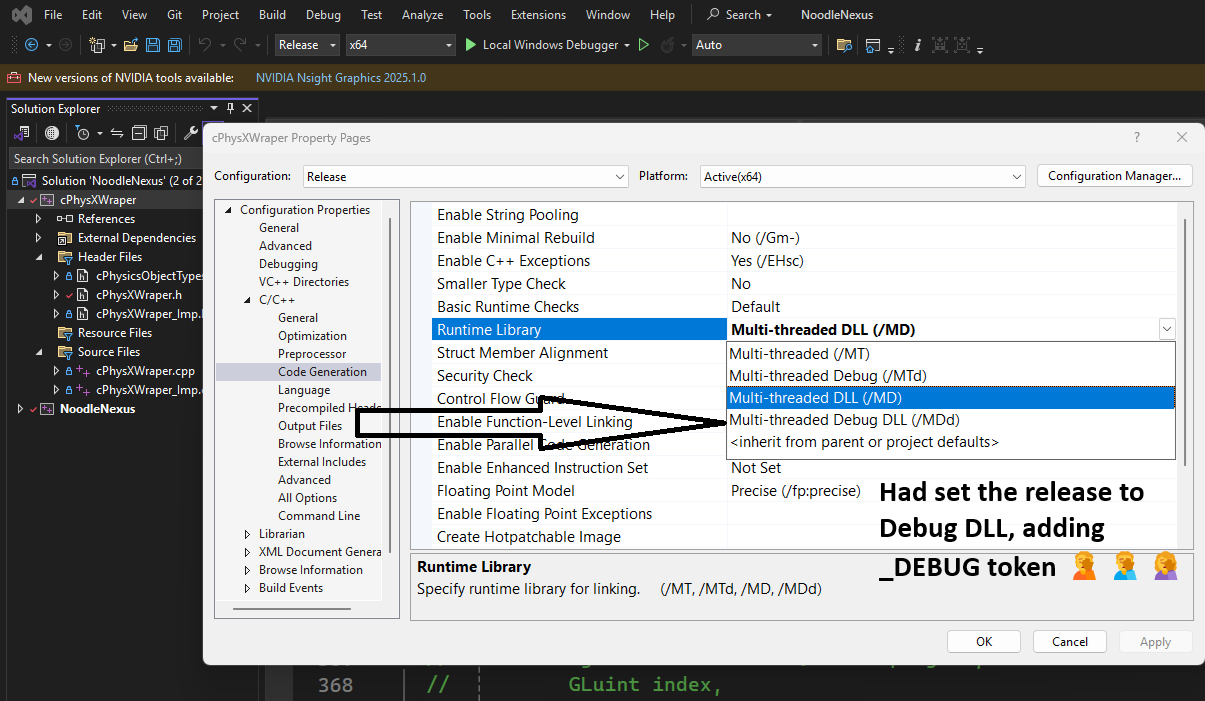 File Edit View Git Project Build Debug Test Analyze Tools Extensions Window Help Search NoodleNexus
Release x64 Local Windows Debugger Auto
New versions of NVIDIA tools available: NVIDIA Nsight Graphics 2025.1.0
Solution Explorer
Search Solution Explorer (Ctrl+;)
Solution 'NoodleNexus' (2 of 2
cPhysXWraper
References
External Dependencies
Header Files
cPhysicsObjectTypes
cPhysXWraper.h
cPhysXWraper_Imp.
Resource Files
Source Files
cPhysXWraper.cpp
cPhysXWraper_Imp.
NoodleNexus
cPhysXWraper Property Pages
Configuration: Release Platform: Active(x64) Configuration Manager...
Configuration Properties
General
Advanced
Debugging
VC++ Directories
C/C++
General
Optimization
Preprocessor
Code Generation
Language
Precompiled Heade
Output Files
Browse Information
External Includes
Advanced
All Options
Command Line
Librarian
XML Document Genera
Browse Information
Build Events
Enable String Pooling
Enable Minimal Rebuild No (/Gm-)
Enable C++ Exceptions Yes (/EHsc)
Smaller Type Check No
Basic Runtime Checks Default
Runtime Library Multi-threaded DLL (/MD)
Struct Member Alignment
Security Check
Control Flow Guard
Enable Function-Level Linking
Enable Parallel Code Generation
Enable Enhanced Instruction Set Not Set
Floating Point Model Precise (/fp:precise)
Enable Floating Point Exceptions
Create Hotpatchable Image
Multi-threaded (/MT)
Multi-threaded Debug (/MTd)
Multi-threaded DLL (/MD)
Multi-threaded Debug DLL (/MDd)
<inherit from parent or project defaults>
Had set the release to
Debug DLL, adding
_DEBUG token 🤦 🤦‍♂️ 🤦‍♀️
Runtime Library
Specify runtime library for linking. (/MT, /MTd, /MD, /MDd)
OK Cancel Apply
368 // GLuint index,